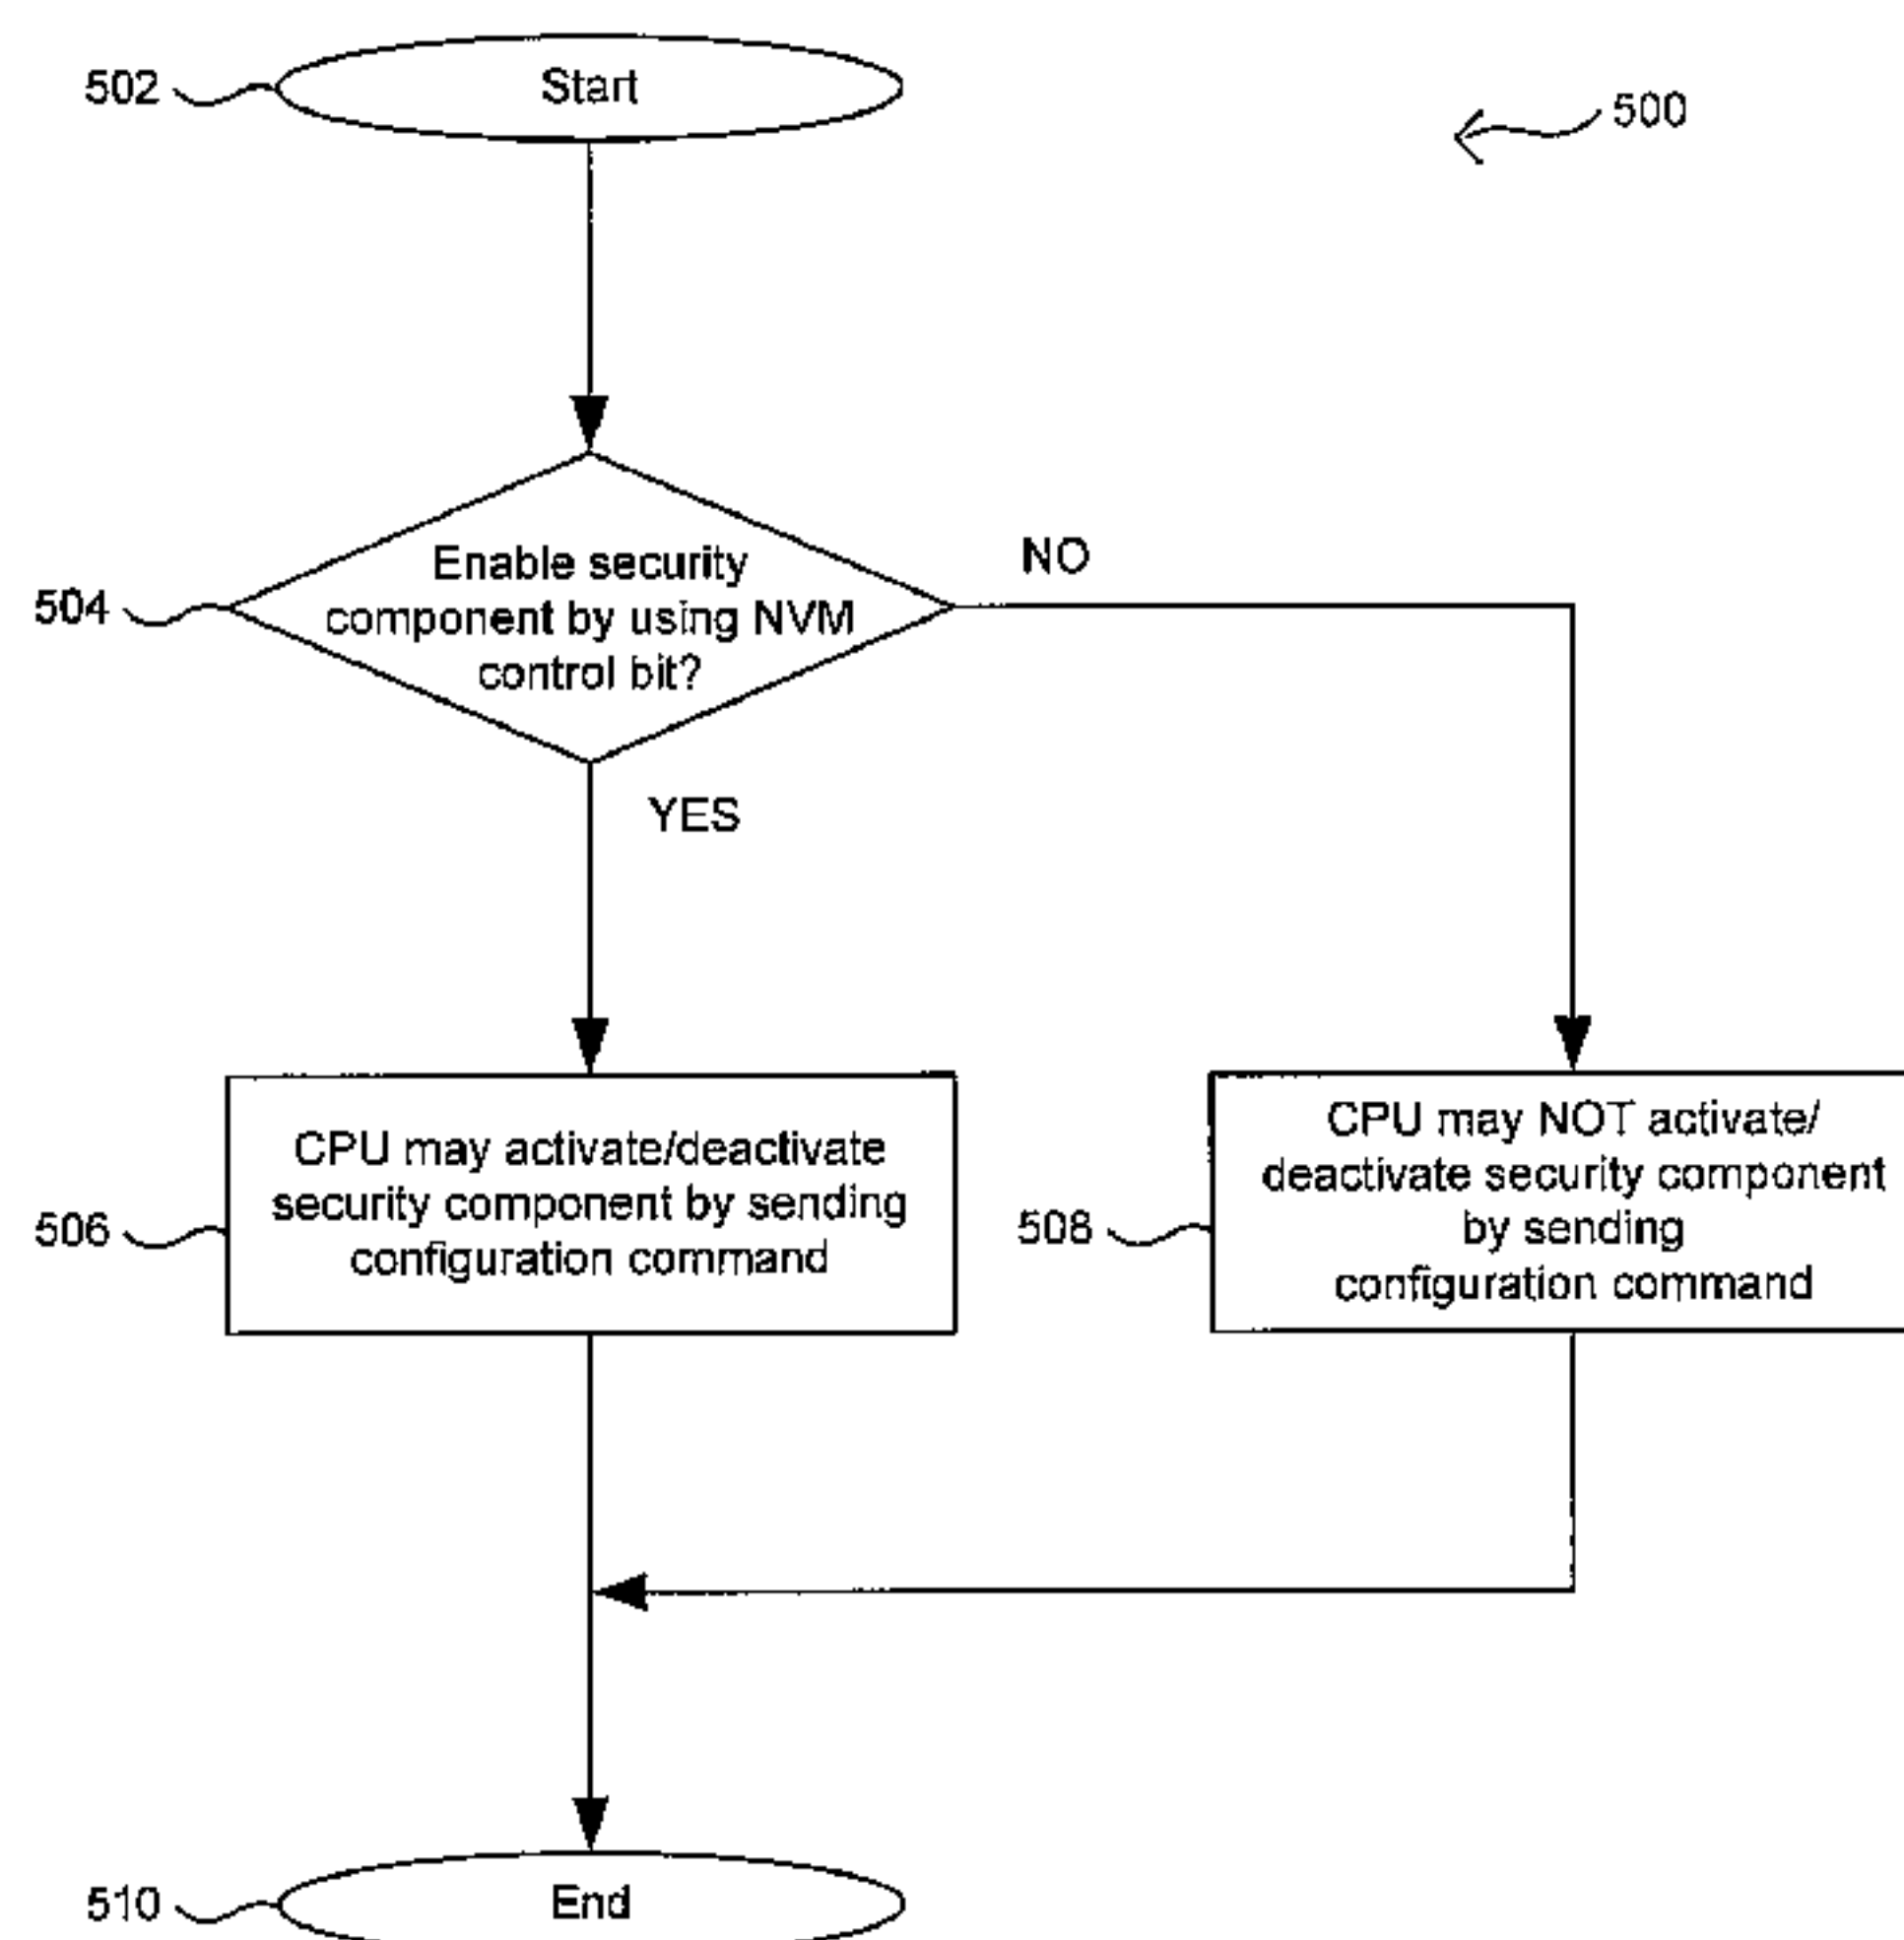 502
Start
500
504
Enable security
component by using NVM
control bit?
NO
YES
506
CPU may activate/deactivate
security component by sending
configuration command
508
CPU may NOT activate/
deactivate security component
by sending
configuration command
510
End